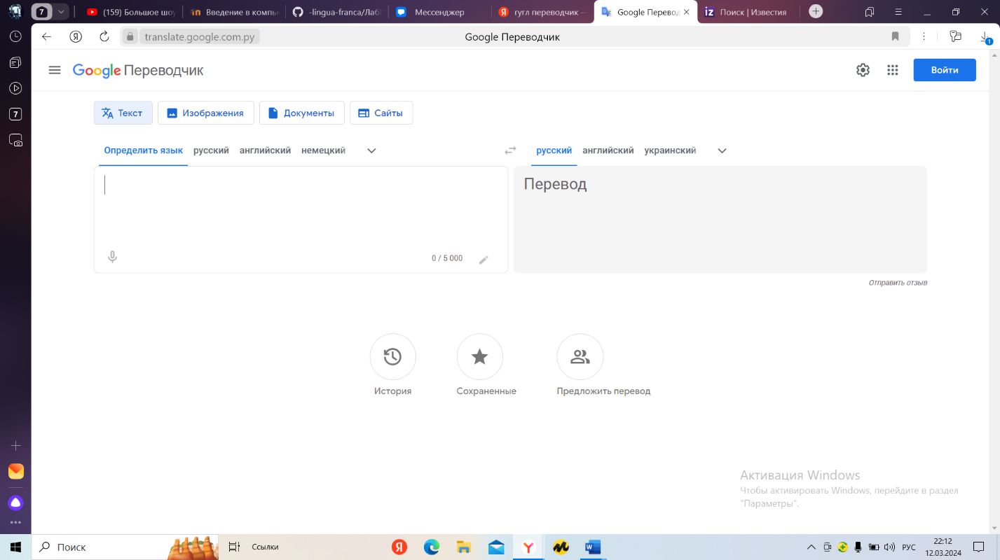 7
(159) Большое шоу
Введение в компь
-lingua-franca/Лаб
Мессенджер
гугл переводчик —
Google Перевод
Поиск | Известия
translate.google.com.py
Google Переводчик
1
Google Переводчик
Войти
7
Текст
Изображения
Документы
Сайты
Определить язык
русский
английский
немецкий
русский
английский
украинский
Перевод
0 / 5 000
Отправить отзыв
История
Сохраненные
Предложить перевод
Активация Windows
Чтобы активировать Windows, перейдите в раздел
"Параметры".
Поиск
Ссылки
РУС
22:12
12.03.2024